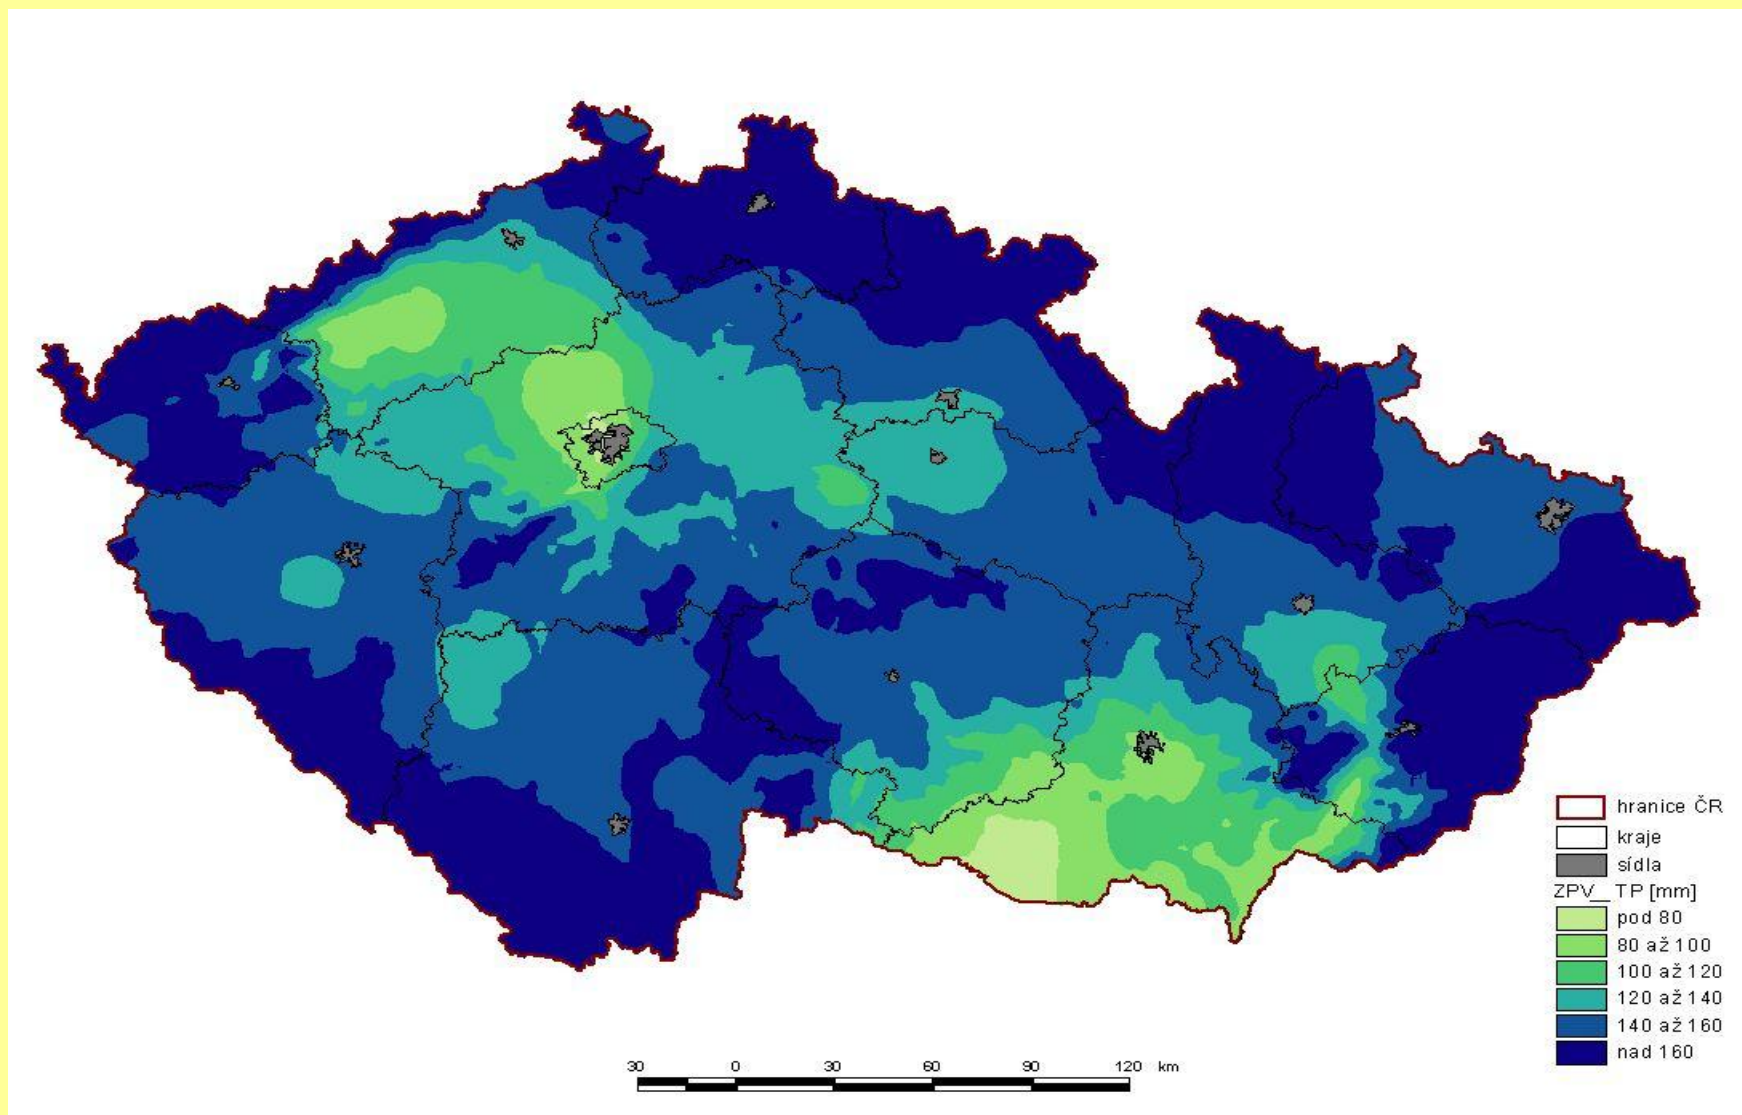 hranice ČR
kraje
sídla
ZPV__TP [mm]
pod 80
80 až 100
100 až 120
120 až 140
140 až 160
nad 160
30 0 30 60 90 120 km